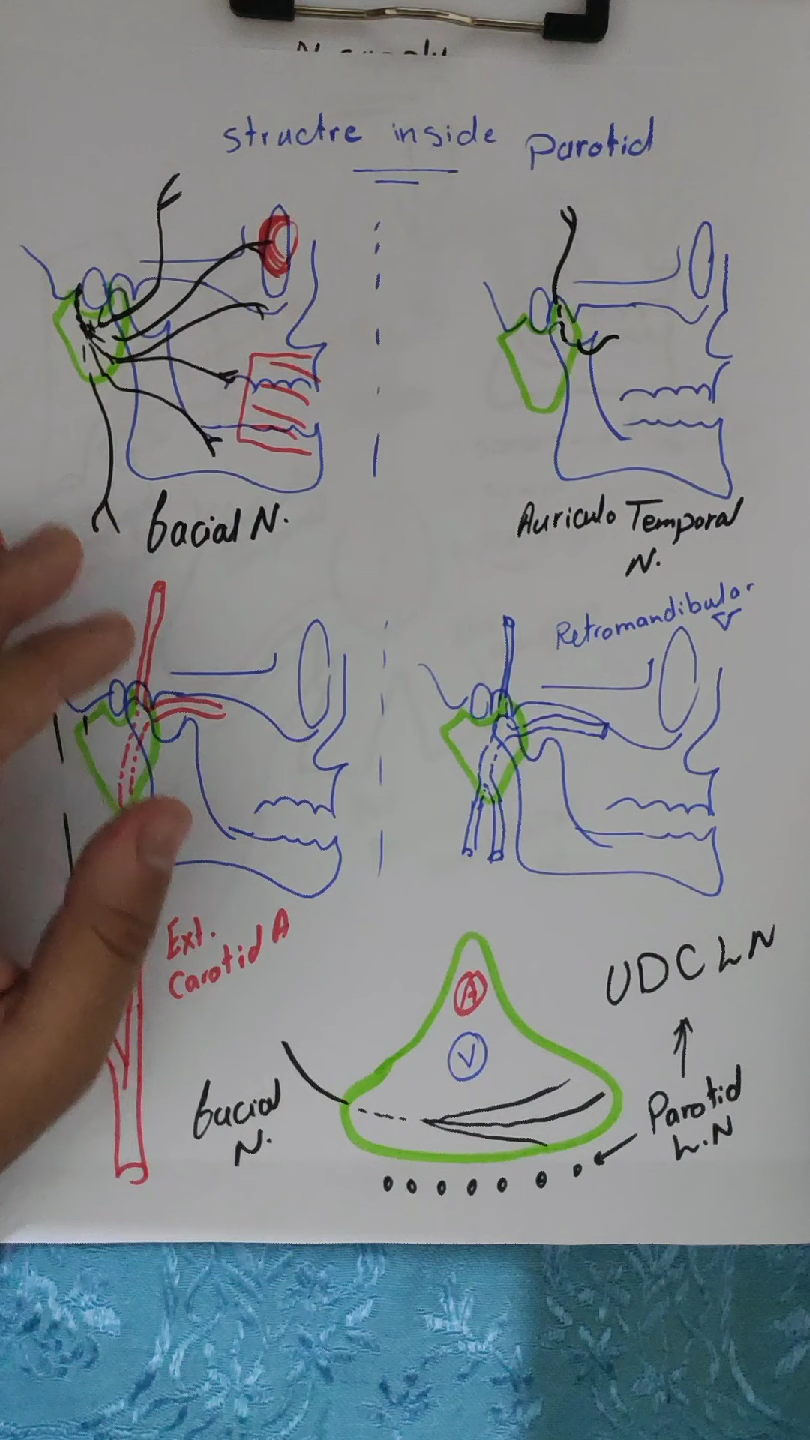 structre inside Parotid
facial N.
Auriculo Temporal
N.
Retromandibular
V
Ext.
Carotid A
A
V
facial
N.
UDCLN
Parotid
L.N